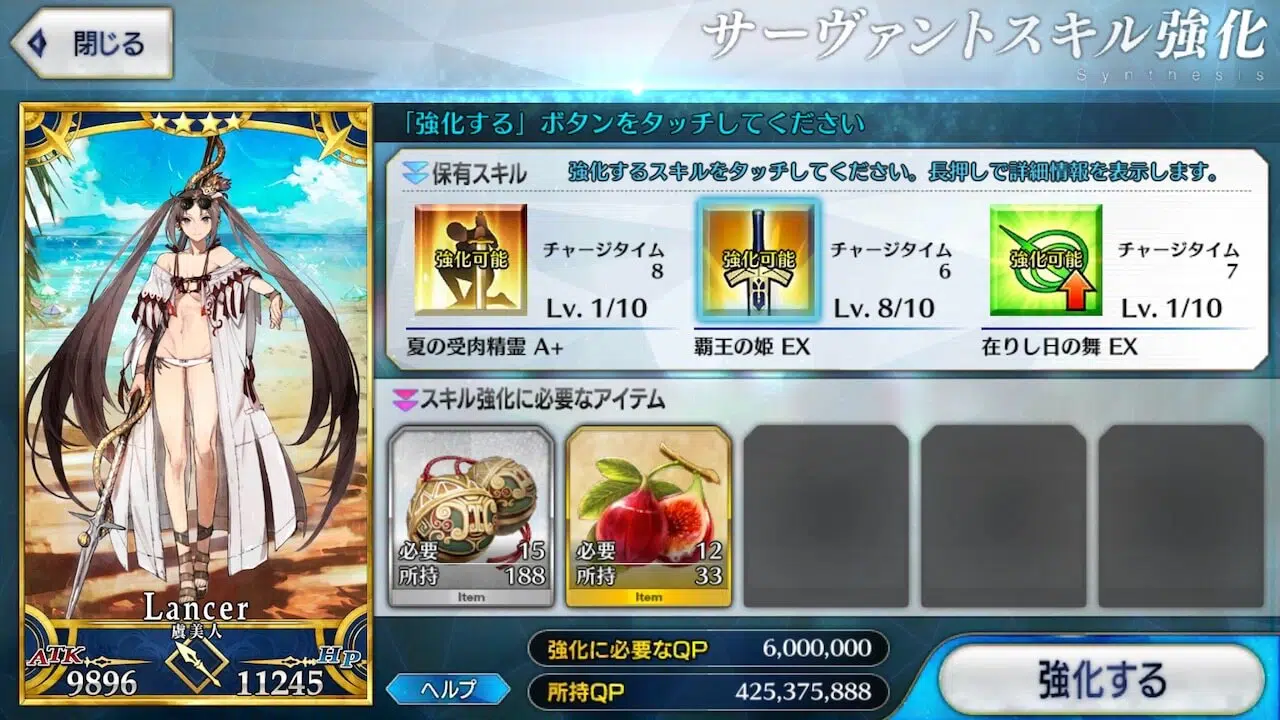 閉じる
サーヴァントスキル強化
Synthesis
「強化する」ボタンをタッチしてください
保有スキル
強化するスキルをタッチしてください。長押しで詳細情報を表示します。
強化可能
チャージタイム
8
Lv. 1/10
夏の受肉精霊 A+
強化可能
チャージタイム
6
Lv. 8/10
覇王の姫 EX
強化可能
チャージタイム
7
Lv. 1/10
在りし日の舞 EX
スキル強化に必要なアイテム
必要 15
所持 188
Item
必要 12
所持 33
Item
Lancer
虞美人
ATK 9896
HP 11245
ヘルプ
強化に必要なQP 6,000,000
所持QP 425,375,888
強化する